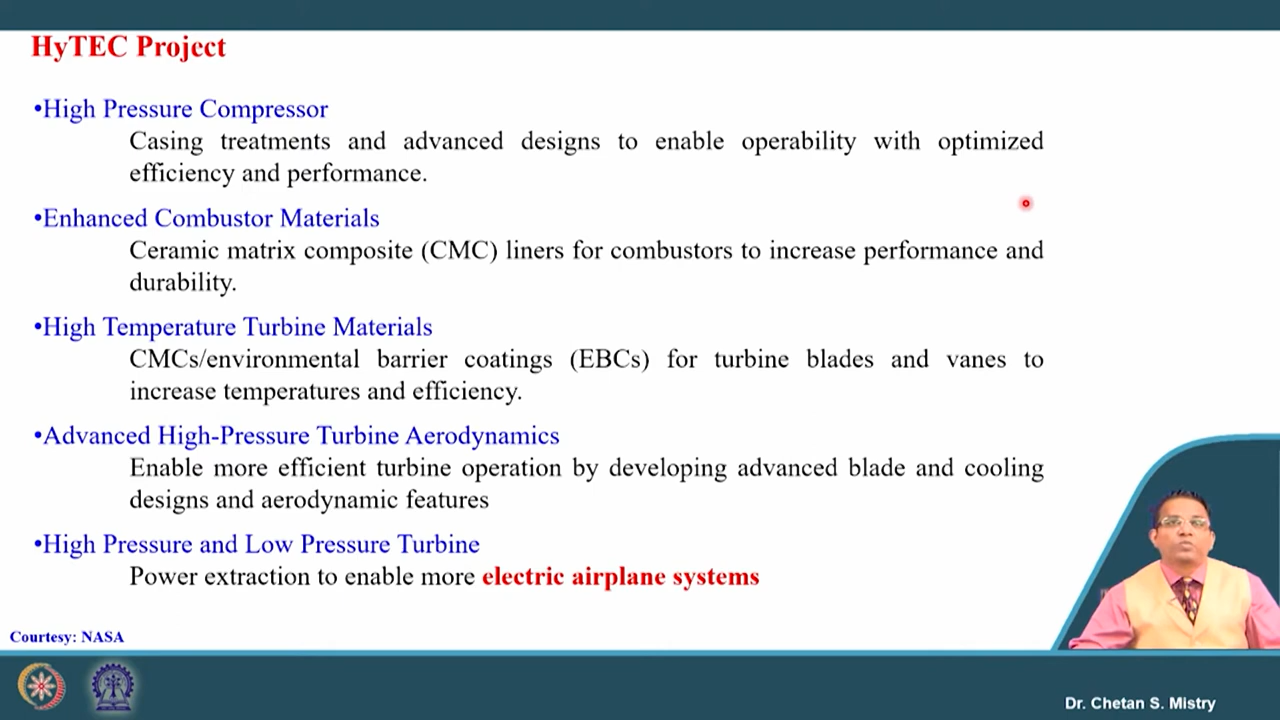 HyTEC Project
•High Pressure Compressor
Casing treatments and advanced designs to enable operability with optimized
efficiency and performance.
•Enhanced Combustor Materials
Ceramic matrix composite (CMC) liners for combustors to increase performance and
durability.
•High Temperature Turbine Materials
CMCs/environmental barrier coatings (EBCs) for turbine blades and vanes to
increase temperatures and efficiency.
•Advanced High-Pressure Turbine Aerodynamics
Enable more efficient turbine operation by developing advanced blade and cooling
designs and aerodynamic features
•High Pressure and Low Pressure Turbine
Power extraction to enable more electric airplane systems
Courtesy: NASA
Dr. Chetan S. Mistry